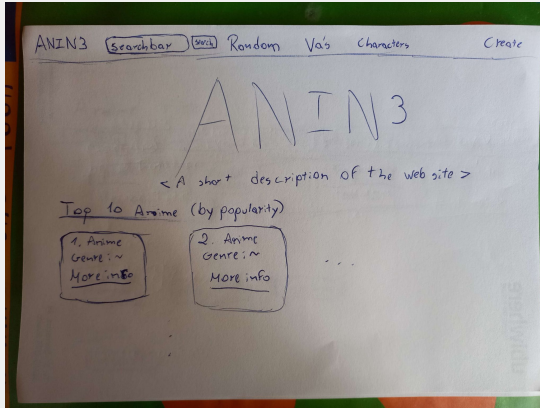 ANIN3 Searchbar Search Random Va's Characters Create
ANIN3
< A short description of the web site >
Top 10 Anime (by popularity)
1. Anime
Genre: ~
More info
2. Anime
Genre: ~
More info
...